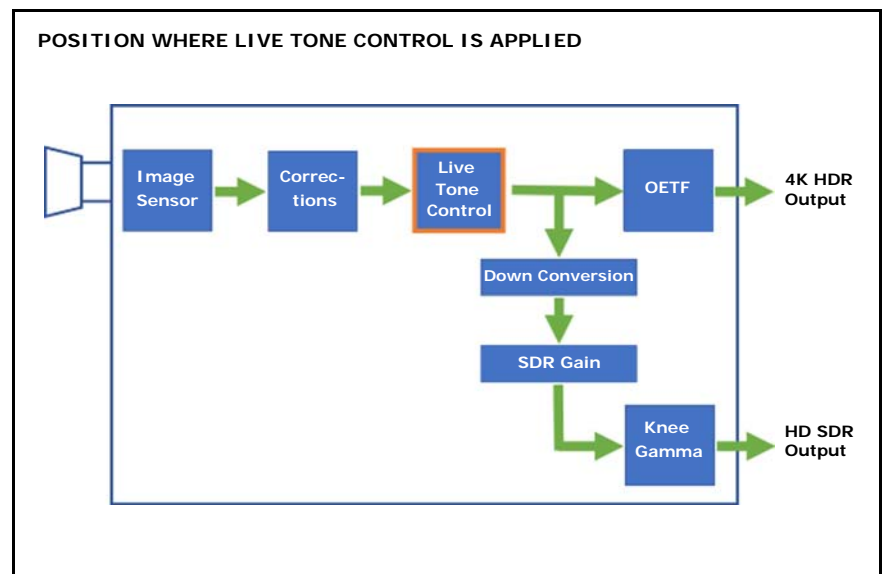 POSITION WHERE LIVE TONE CONTROL IS APPLIED
Image
Sensor
Correc-
tions
Live
Tone
Control
OETF
4K HDR
Output
Down Conversion
SDR Gain
Knee
Gamma
HD SDR
Output